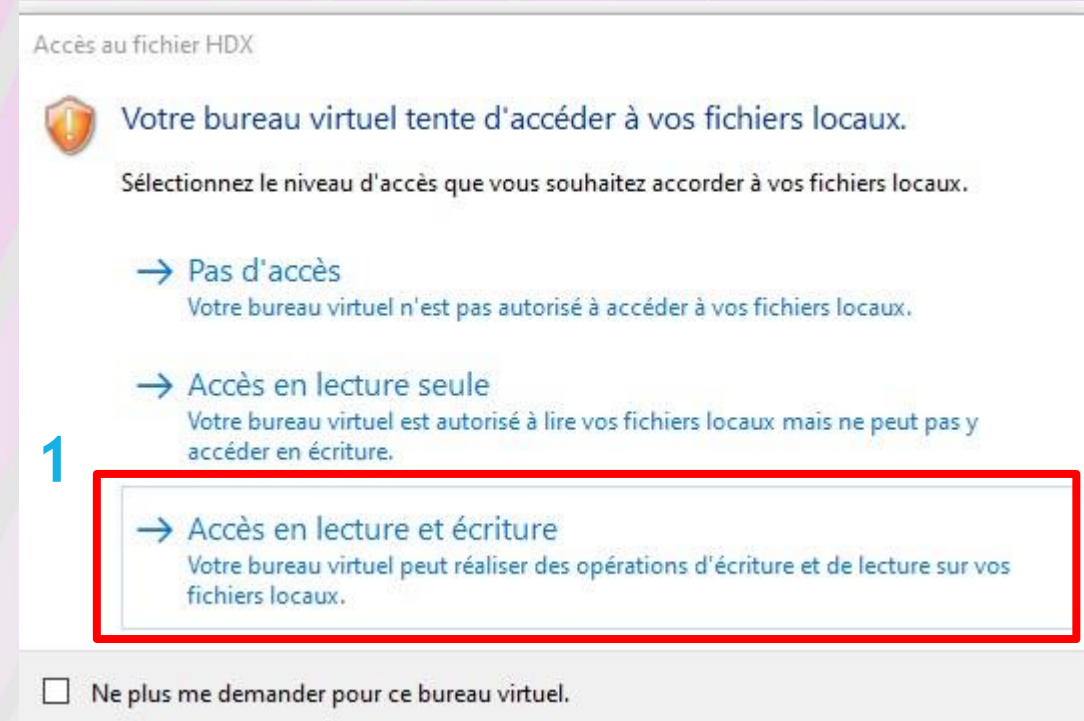 Accès au fichier HDX
Votre bureau virtuel tente d'accéder à vos fichiers locaux.
Sélectionnez le niveau d'accès que vous souhaitez accorder à vos fichiers locaux.
→ Pas d'accès
Votre bureau virtuel n'est pas autorisé à accéder à vos fichiers locaux.
→ Accès en lecture seule
Votre bureau virtuel est autorisé à lire vos fichiers locaux mais ne peut pas y
accéder en écriture.
1
→ Accès en lecture et écriture
Votre bureau virtuel peut réaliser des opérations d'écriture et de lecture sur vos
fichiers locaux.
Ne plus me demander pour ce bureau virtuel.